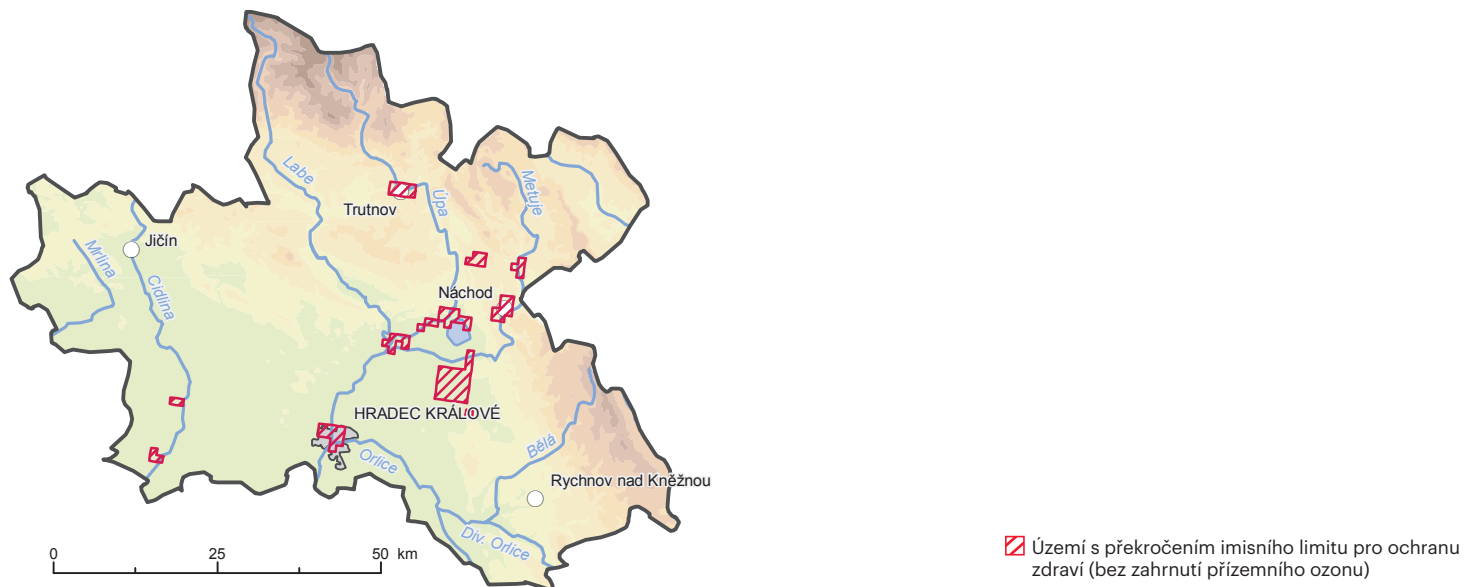 Labe
Úpa
Metuje
Trutnov
Jičín
Mrlina
Cidlina
Náchod
HRADEC KRÁLOVÉ
Orlice
Bělá
Rychnov nad Kněžnou
Div. Orlice
0 25 50 km
Území s překročením imisního limitu pro ochranu
zdraví (bez zahrnutí přízemního ozonu)